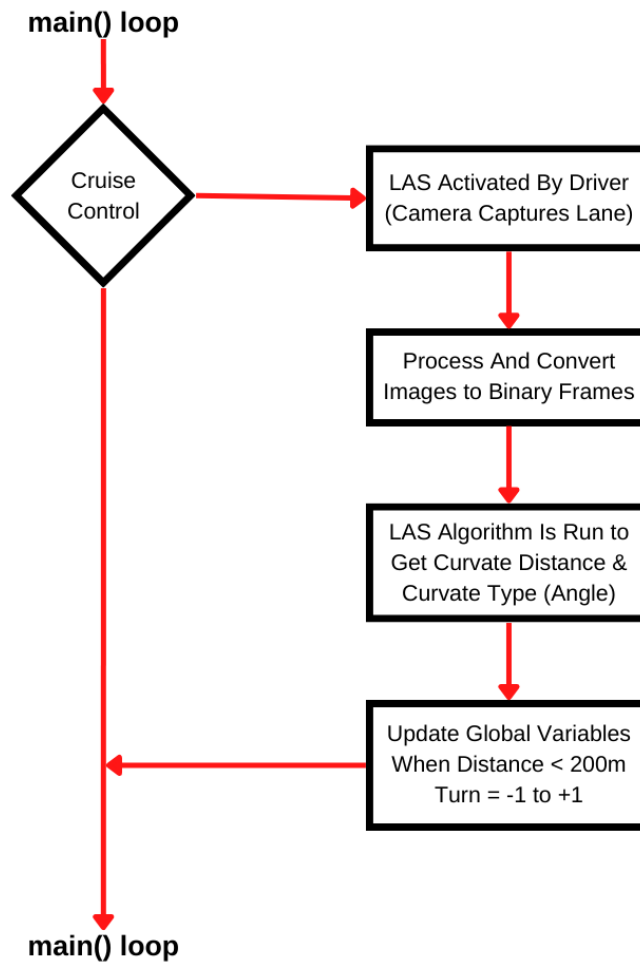 main() loop
Cruise
Control
LAS Activated By Driver
(Camera Captures Lane)
Process And Convert
Images to Binary Frames
LAS Algorithm Is Run to
Get Curvate Distance &
Curvate Type (Angle)
Update Global Variables
When Distance < 200m
Turn = -1 to +1
main() loop